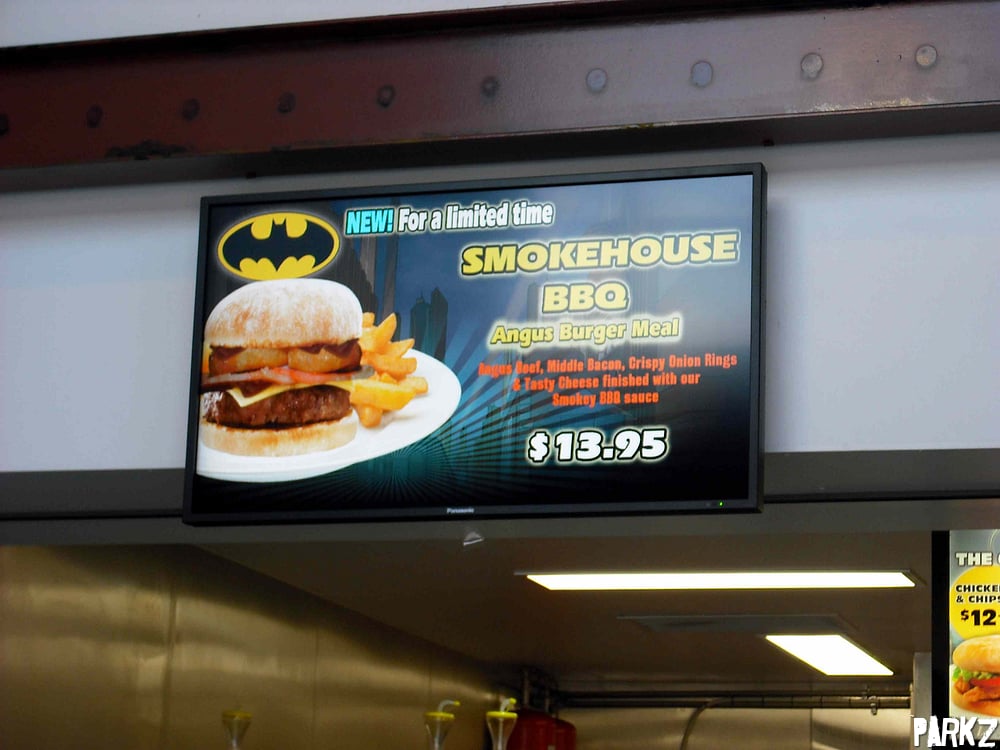 NEW! For a limited time
SMOKEHOUSE
BBQ
Angus Burger Meal
Angus Beef, Middle Bacon, Crispy Onion Rings
& Tasty Cheese finished with our
Smokey BBQ sauce
$13.95
Panasonic
THE
CHICKE
& CHIPS
$12
PARKZ